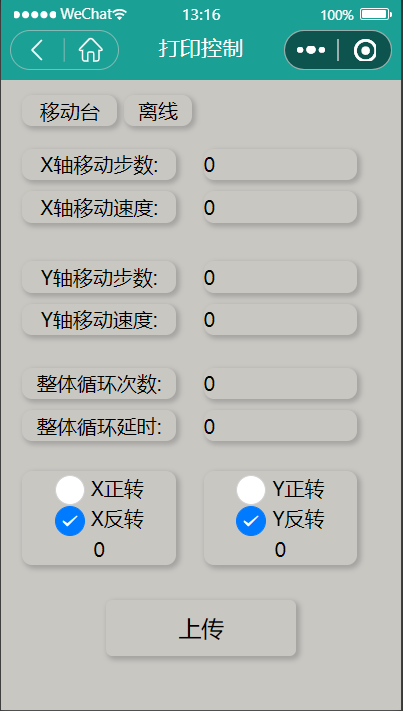 WeChat 13:16 100%
打印控制
移动台 离线
X轴移动步数: 0
X轴移动速度: 0
Y轴移动步数: 0
Y轴移动速度: 0
整体循环次数: 0
整体循环延时: 0
X正转 Y正转
X反转 Y反转
0 0
上传